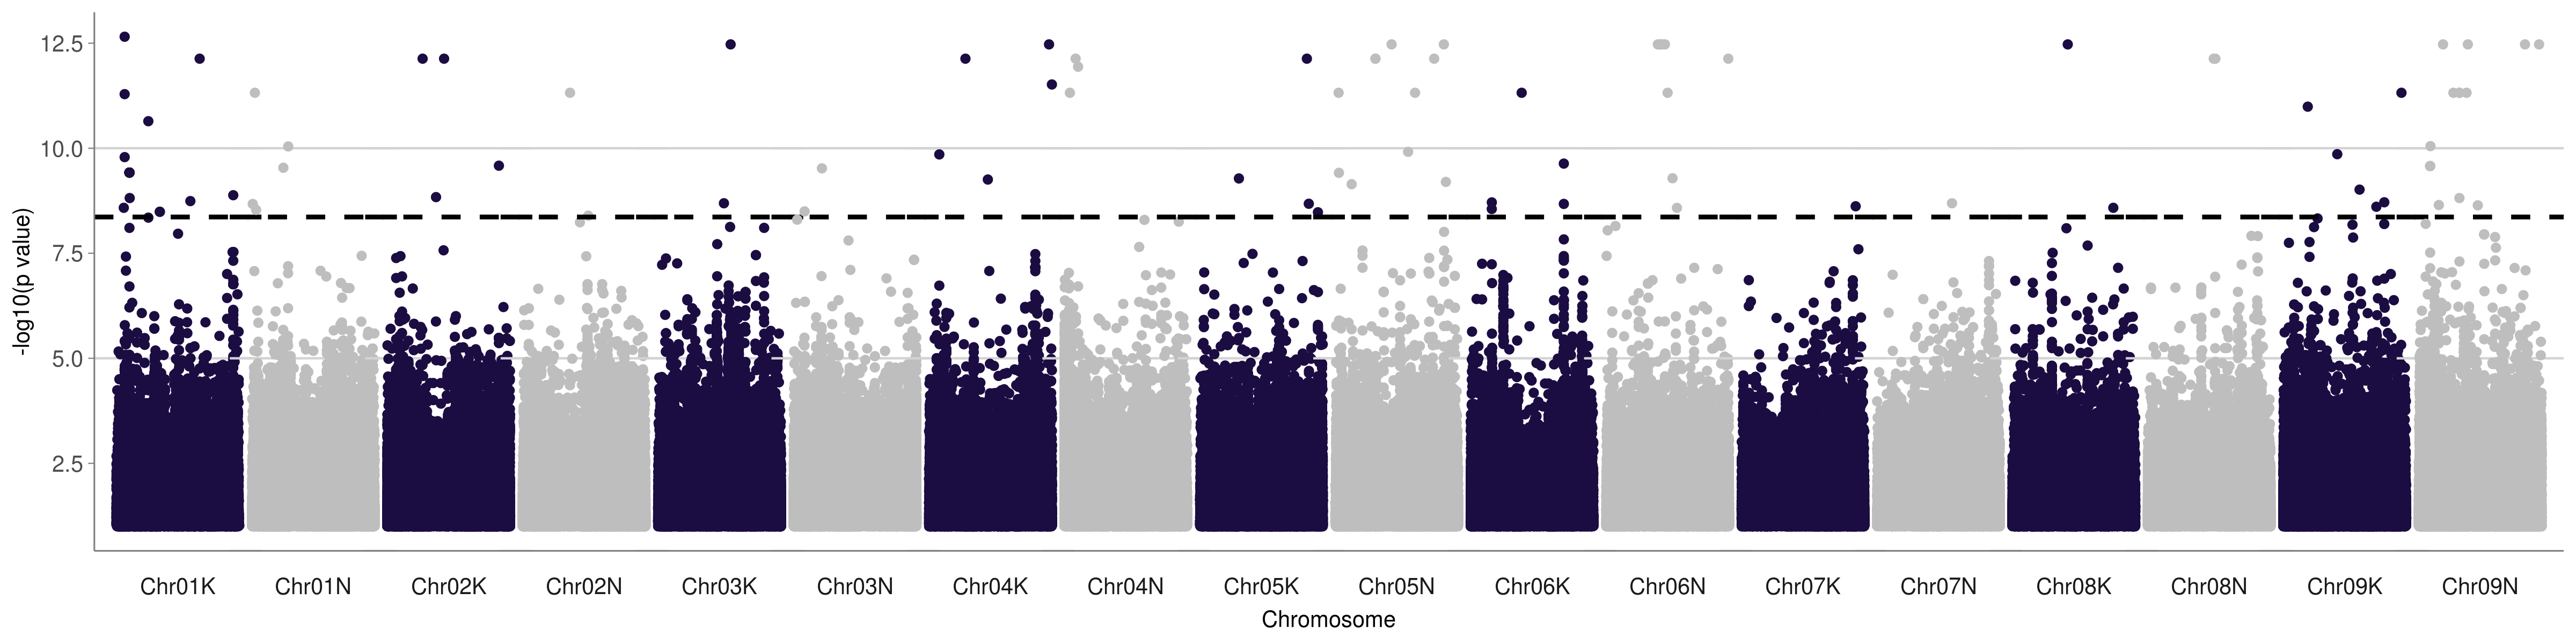 12.5
10.0
7.5
5.0
2.5
-log10(p value)
Chr01K Chr01N Chr02K Chr02N Chr03K Chr03N Chr04K Chr04N Chr05K Chr05N Chr06K Chr06N Chr07K Chr07N Chr08K Chr08N Chr09K Chr09N
Chromosome